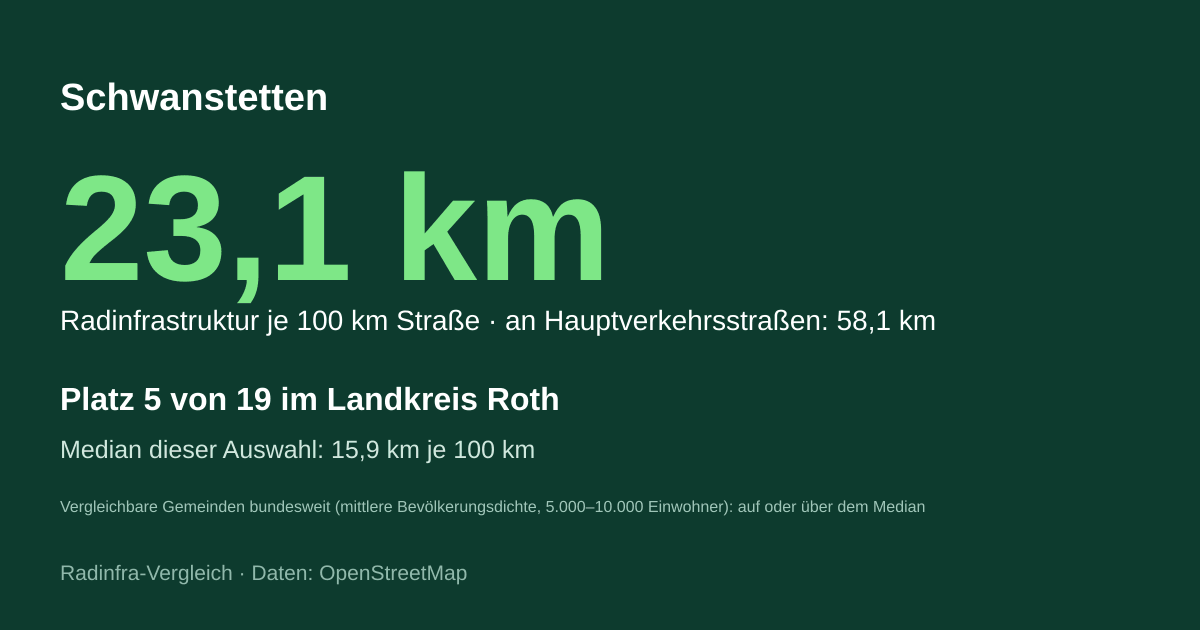 Schwanstetten
23,1 km
Radinfrastruktur je 100 km Straße · an Hauptverkehrsstraßen: 58,1 km
Platz 5 von 19 im Landkreis Roth
Median dieser Auswahl: 15,9 km je 100 km
Vergleichbare Gemeinden bundesweit (mittlere Bevölkerungsdichte, 5.000–10.000 Einwohner): auf oder über dem Median
Radinfra-Vergleich · Daten: OpenStreetMap